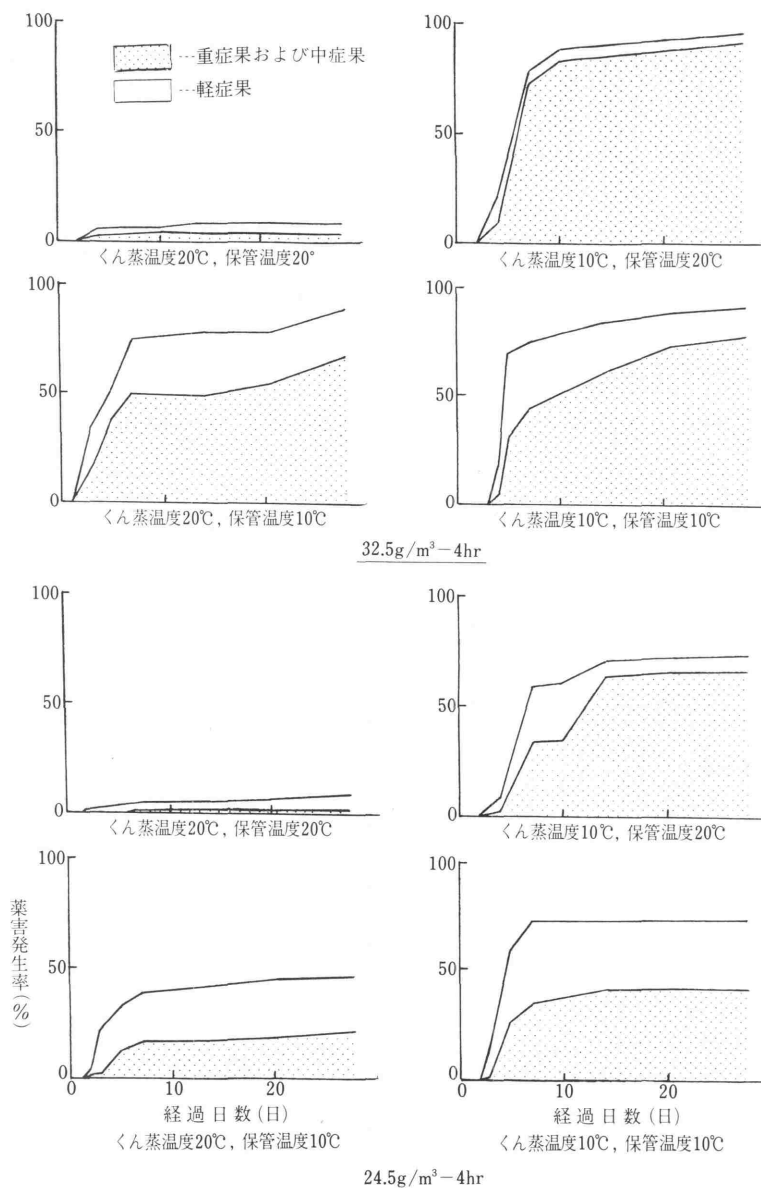 100
50
0
…重症果および中症果
…軽症果
くん蒸温度20℃, 保管温度20°
100
50
0
くん蒸温度10℃, 保管温度20℃
100
50
0
くん蒸温度20℃, 保管温度10℃
100
50
0
くん蒸温度10℃, 保管温度10℃
32.5g/m³−4hr
100
50
0
くん蒸温度20℃, 保管温度20℃
100
50
0
くん蒸温度10℃, 保管温度20℃
薬害発生率(%)
100
50
0
0 10 20
経過日数(日)
くん蒸温度20℃, 保管温度10℃
100
50
0
0 10 20
経過日数(日)
くん蒸温度10℃, 保管温度10℃
24.5g/m³−4hr